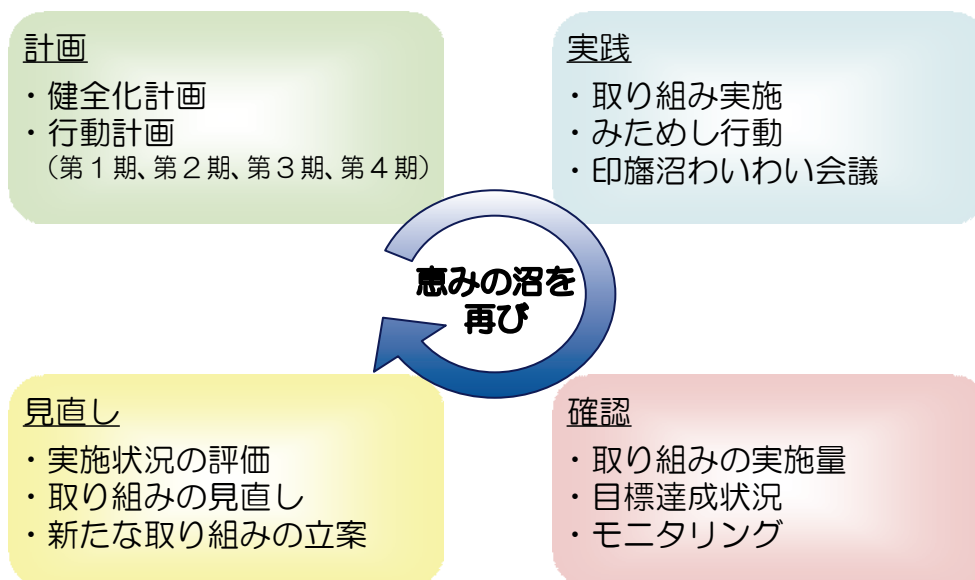 計画
・健全化計画
・行動計画
（第１期、第２期、第３期、第４期）
実践
・取り組み実施
・みためし行動
・印旛沼わいわい会議
恵みの沼を
再び
見直し
・実施状況の評価
・取り組みの見直し
・新たな取り組みの立案
確認
・取り組みの実施量
・目標達成状況
・モニタリング